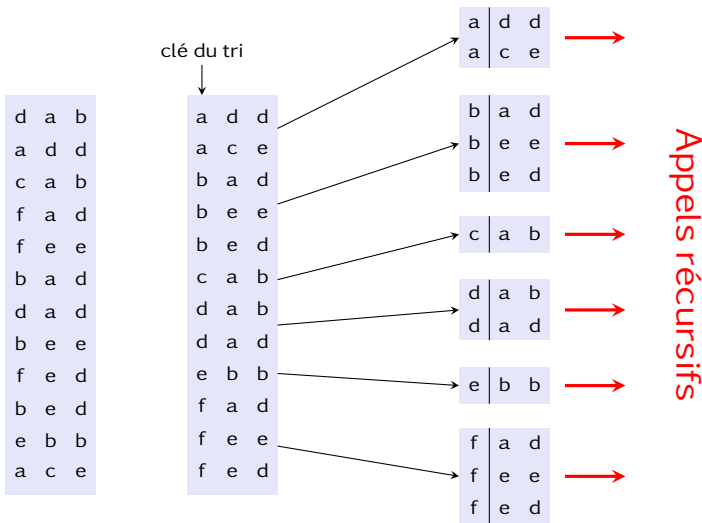 clé du tri
d a b
a d d
c a b
f a d
f e e
b a d
d a d
b e e
f e d
b e d
e b b
a c e
a d d
a c e
b a d
b e e
b e d
c a b
d a b
d a d
e b b
f a d
f e e
f e d
a d d
a c e
b a d
b e e
b e d
c a b
d a b
d a d
e b b
f a d
f e e
f e d
Appels récursifs